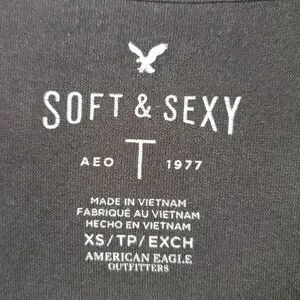 SOFT & SEXY
AEO T 1977
MADE IN VIETNAM
FABRIQUÉ AU VIETNAM
HECHO EN VIETNAM
XS/TP/EXCH
AMERICAN EAGLE
OUTFITTERS